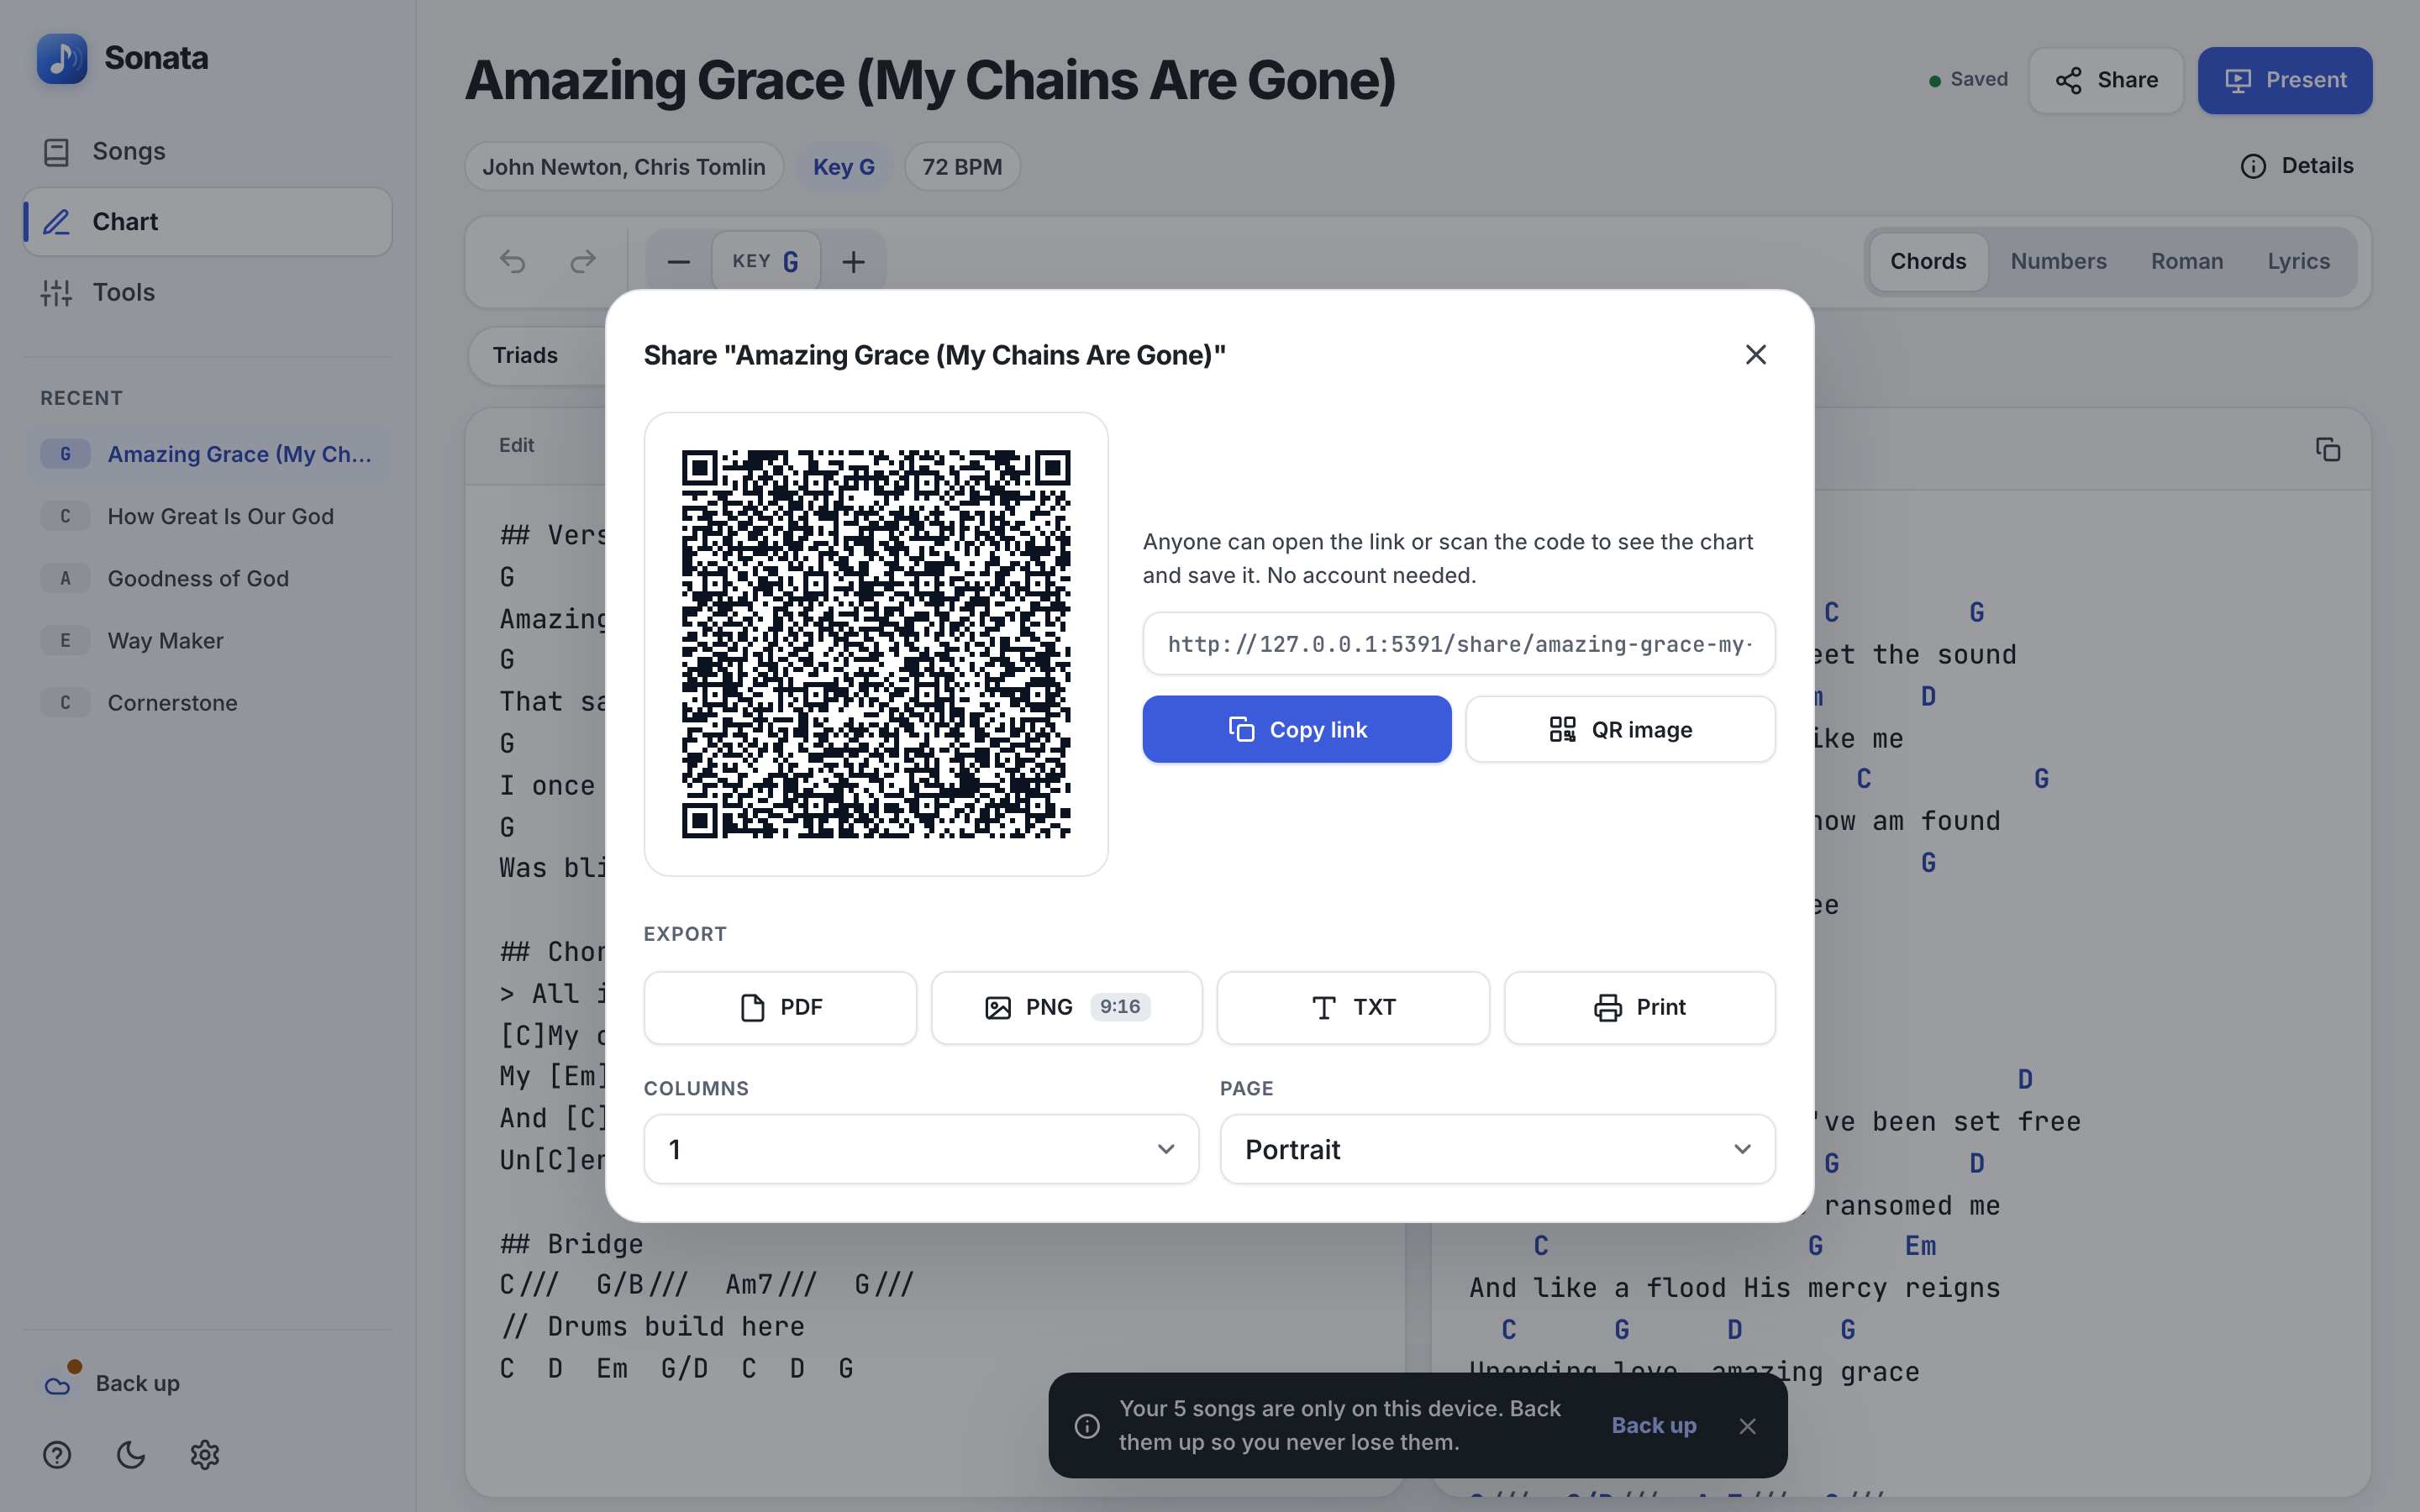 Sonata
Songs
Chart
Tools
RECENT
G Amazing Grace (My Ch...
C How Great Is Our God
A Goodness of God
E Way Maker
C Cornerstone
Back up
Amazing Grace (My Chains Are Gone)
Saved
Share
Present
John Newton, Chris Tomlin
Key G
72 BPM
Details
KEY G
Chords
Numbers
Roman
Lyrics
Triads
Edit
## Vers
G
Amazing
G
That sa
G
I once
G
Was bli
## Chor
> All i
[C]My c
My [Em]
And [C]
Un[C]en
## Bridge
C/// G/B/// Am7/// G///
// Drums build here
C D Em G/D C D G
Share "Amazing Grace (My Chains Are Gone)"
Anyone can open the link or scan the code to see the chart
and save it. No account needed.
http://127.0.0.1:5391/share/amazing-grace-my-
Copy link
QR image
EXPORT
PDF
PNG 9:16
TXT
Print
COLUMNS
PAGE
1
Portrait
C G
eet the sound
m D
ike me
C G
now am found
G
ee
D
've been set free
G D
ransomed me
C G Em
And like a flood His mercy reigns
C G D G
Unending love, amazing grace
Your 5 songs are only on this device. Back
them up so you never lose them.
Back up